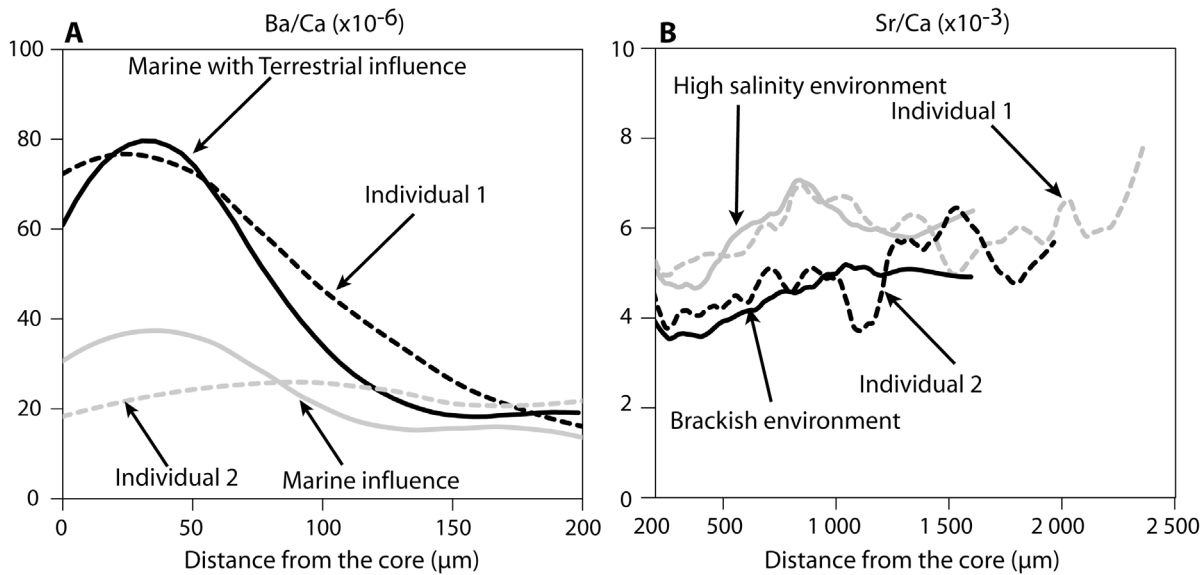 A
Ba/Ca (x10⁻⁶)
100
80
60
40
20
0
Marine with Terrestrial influence
Individual 1
Individual 2
Marine influence
0 50 100 150 200
Distance from the core (μm)
B
Sr/Ca (x10⁻³)
10
8
6
4
2
0
High salinity environment
Individual 1
Individual 2
Brackish environment
200 500 1 000 1 500 2 000 2 500
Distance from the core (μm)